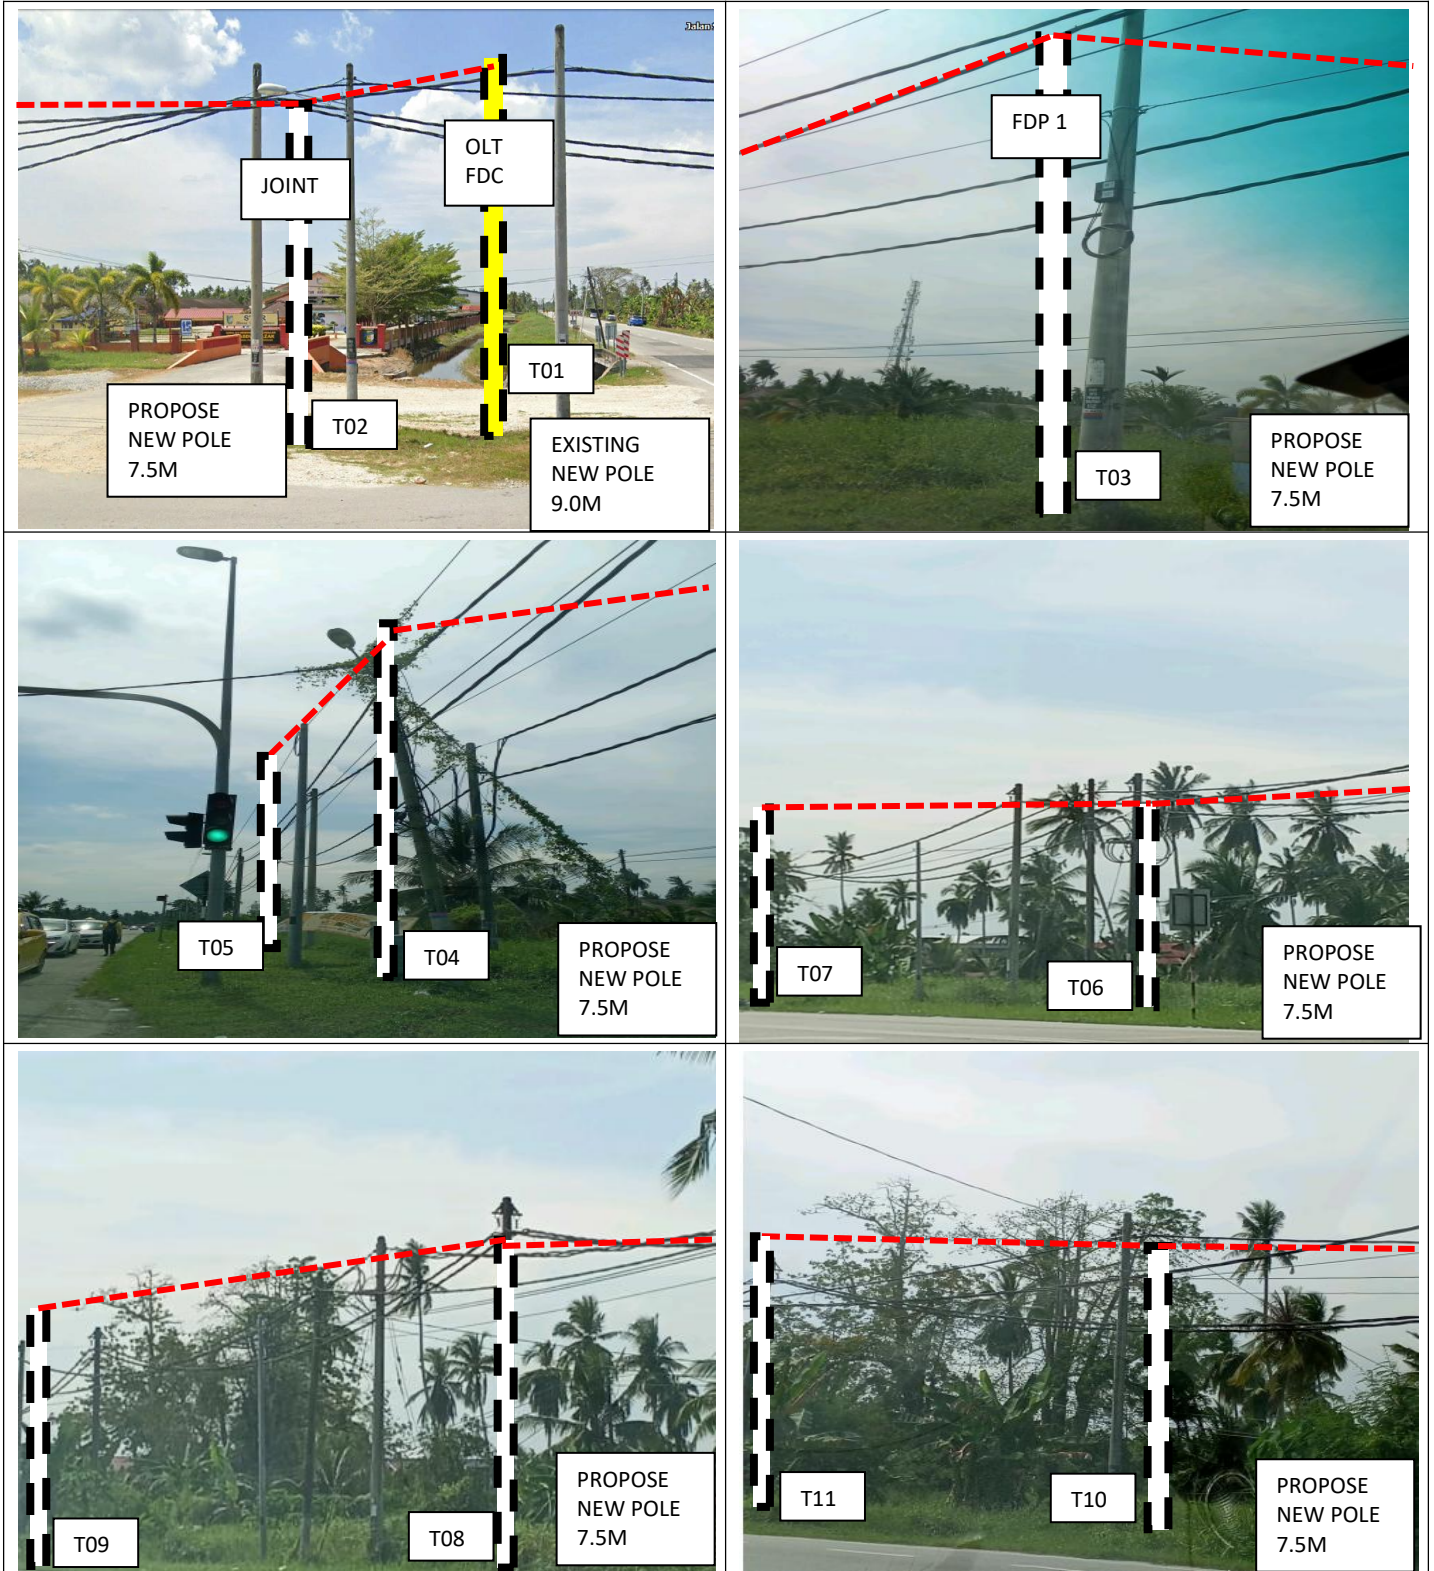 Jalan
OLT
FDC
JOINT
T01
T02
PROPOSE
NEW POLE
7.5M
EXISTING
NEW POLE
9.0M
FDP 1
T03
PROPOSE
NEW POLE
7.5M
T05
T04
PROPOSE
NEW POLE
7.5M
T07
T06
PROPOSE
NEW POLE
7.5M
T09
T08
PROPOSE
NEW POLE
7.5M
T11
T10
PROPOSE
NEW POLE
7.5M